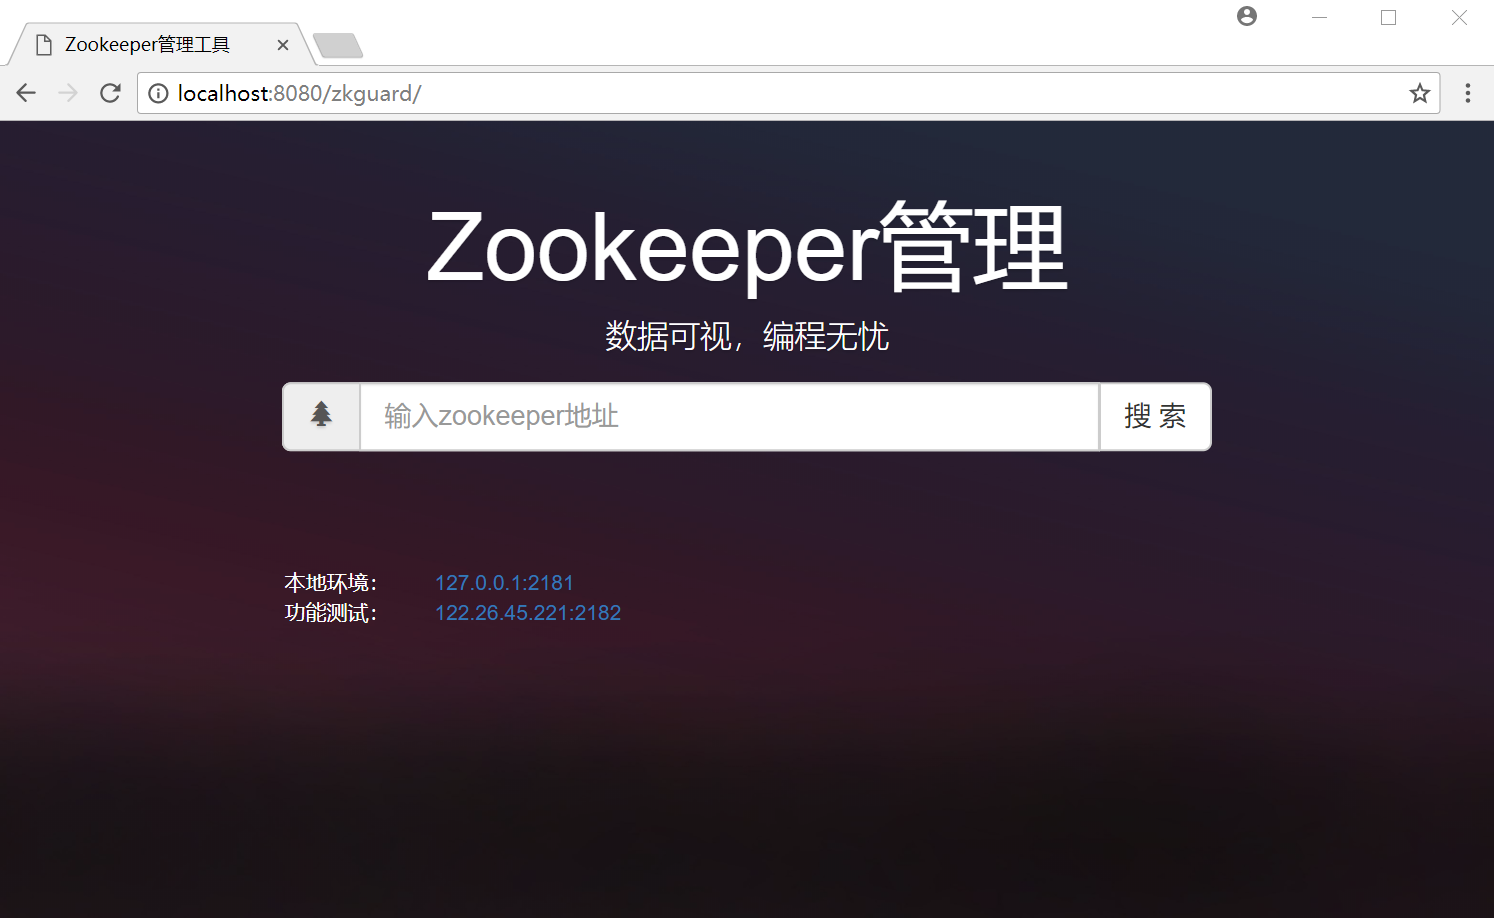 Zookeeper管理工具
localhost:8080/zkguard/
Zookeeper管理
数据可视，编程无忧
输入zookeeper地址
搜 索
本地环境： 127.0.0.1:2181
功能测试： 122.26.45.221:2182